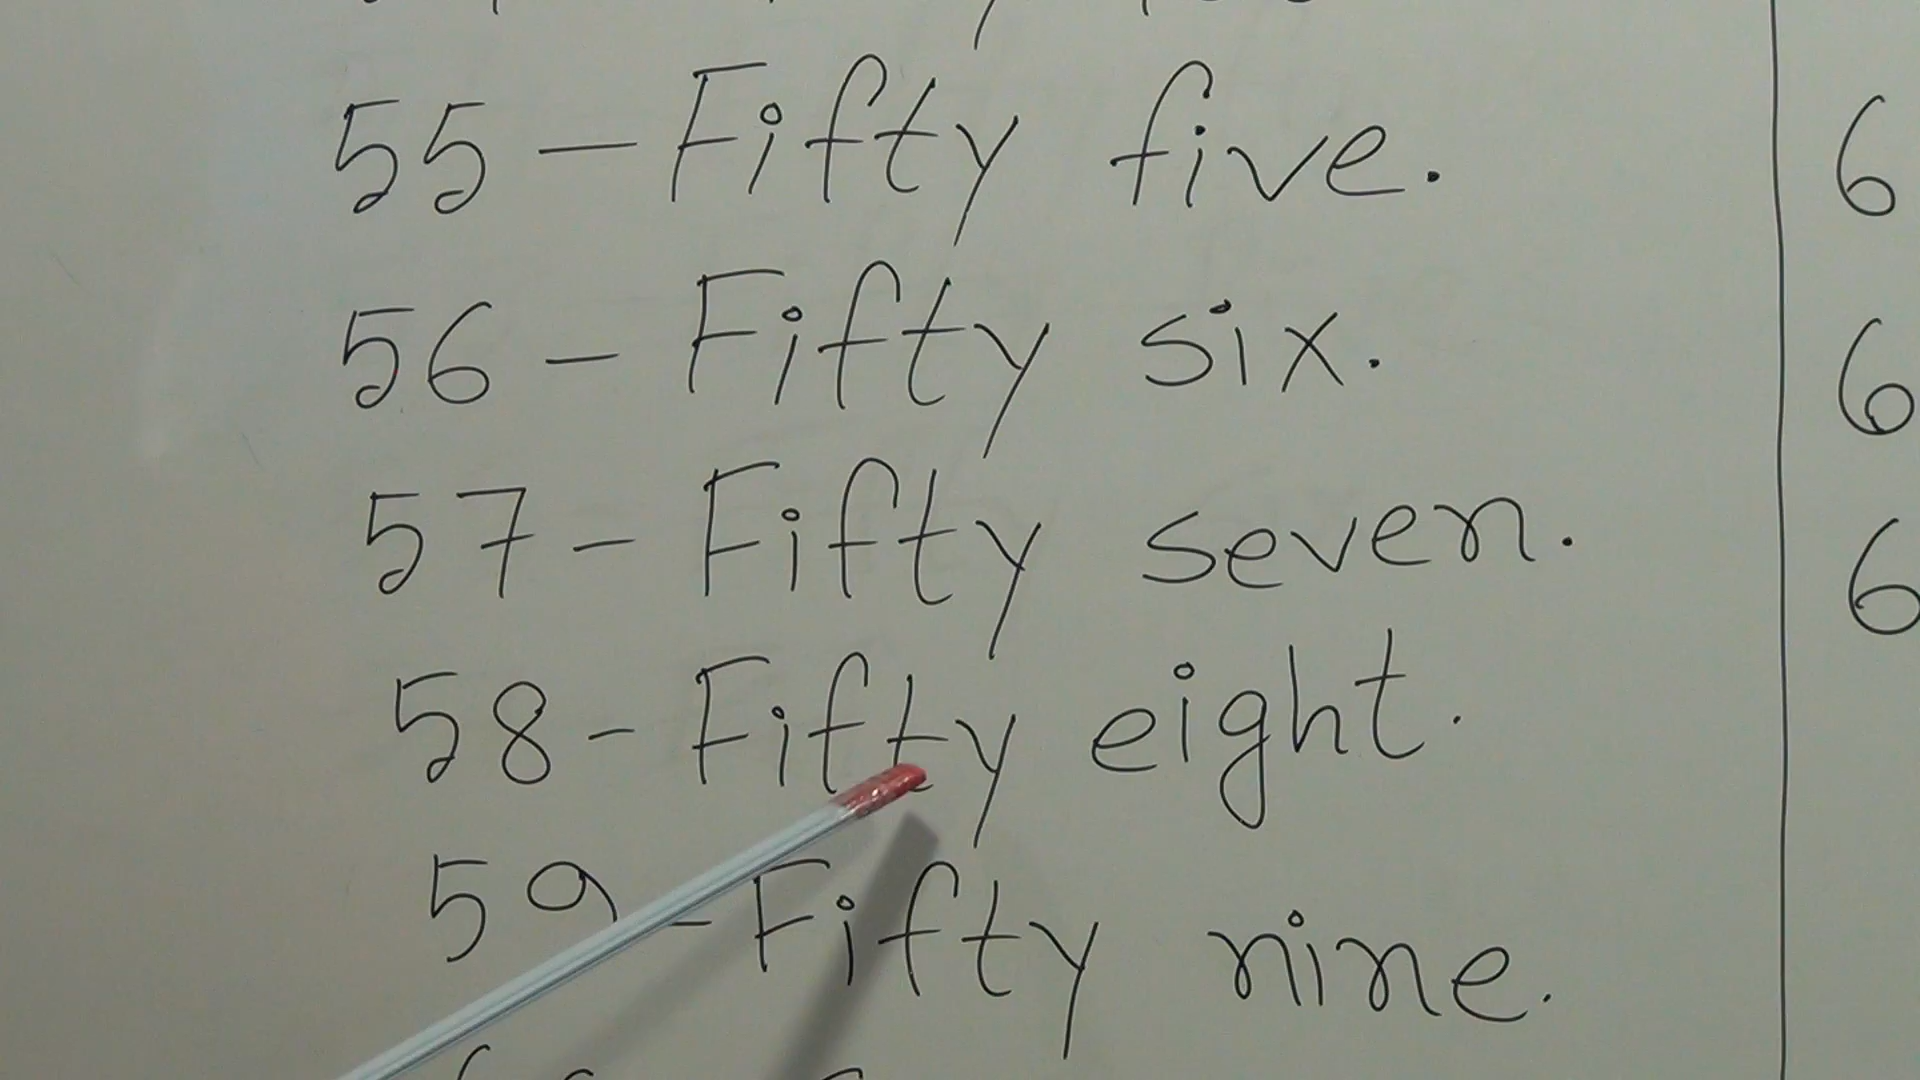 55 - Fifty five.
56 - Fifty six.
57 - Fifty seven.
58 - Fifty eight.
59 - Fifty nine.
6
6
6